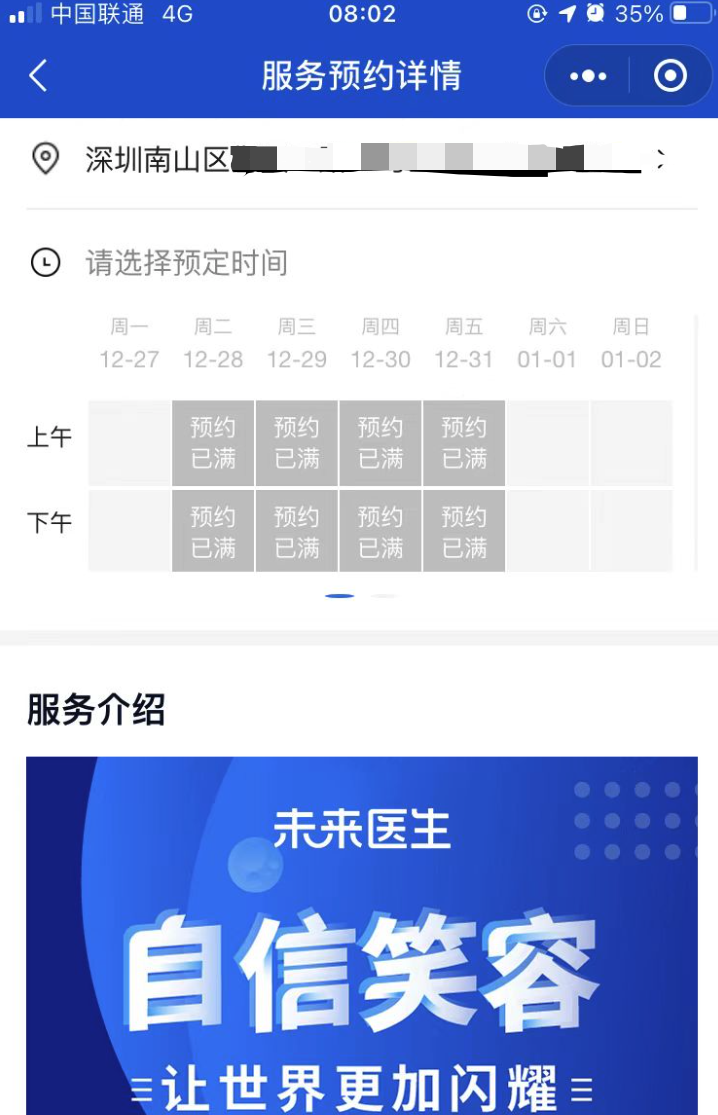 中国联通 4G 08:02 35%
服务预约详情
深圳南山区
请选择预定时间
周一 周二 周三 周四 周五 周六 周日
12-27 12-28 12-29 12-30 12-31 01-01 01-02
上午 预约已满 预约已满 预约已满 预约已满
下午 预约已满 预约已满 预约已满 预约已满
服务介绍
未来医生
自信笑容
让世界更加闪耀